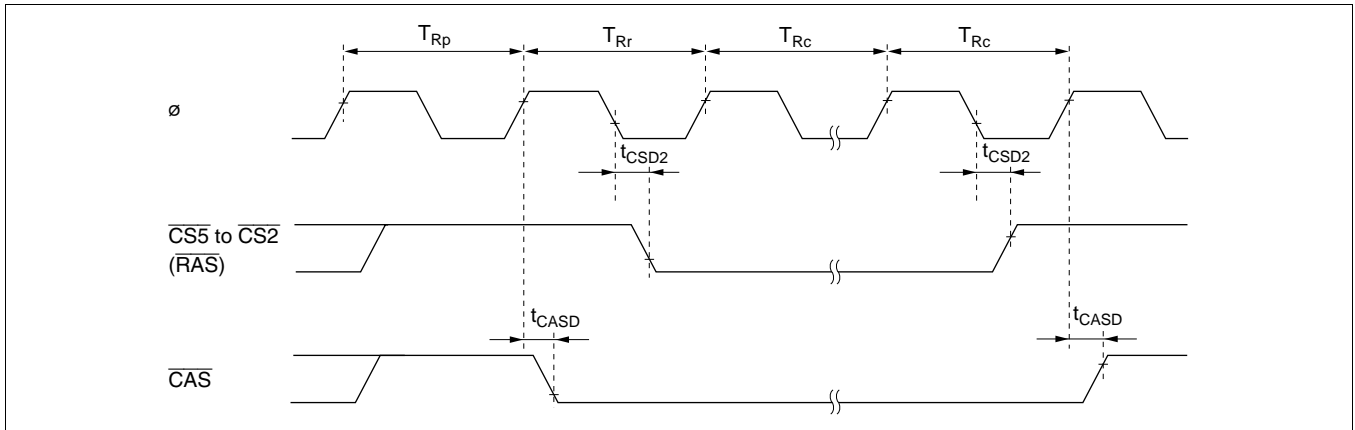 TRp TRr TRc TRc
ø
tCSD2 tCSD2
CS5 to CS2
(RAS)
tCASD tCASD
CAS